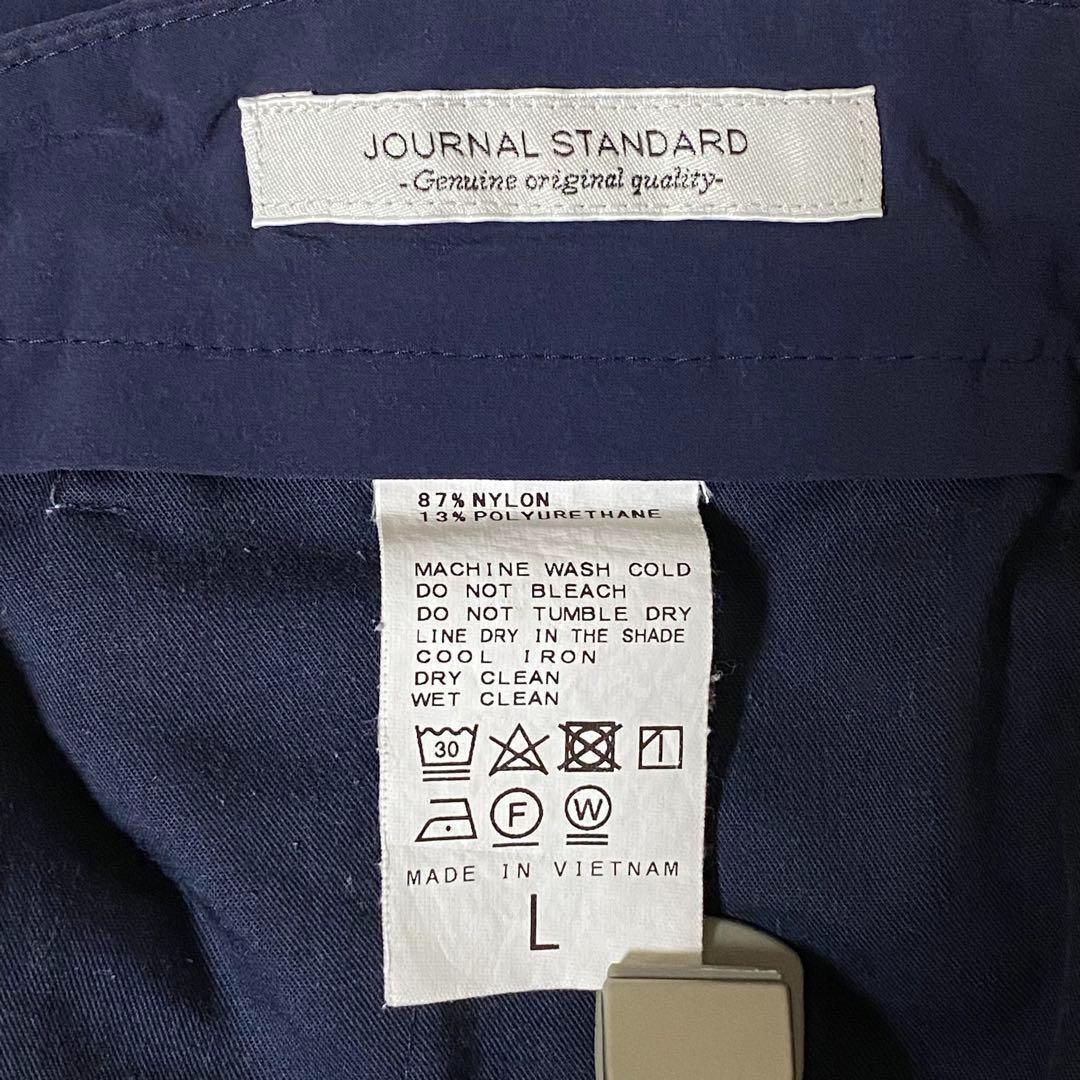 JOURNAL STANDARD
-Genuine original quality-
87% NYLON
13% POLYURETHANE
MACHINE WASH COLD
DO NOT BLEACH
DO NOT TUMBLE DRY
LINE DRY IN THE SHADE
COOL IRON
DRY CLEAN
WET CLEAN
30
F W
MADE IN VIETNAM
L